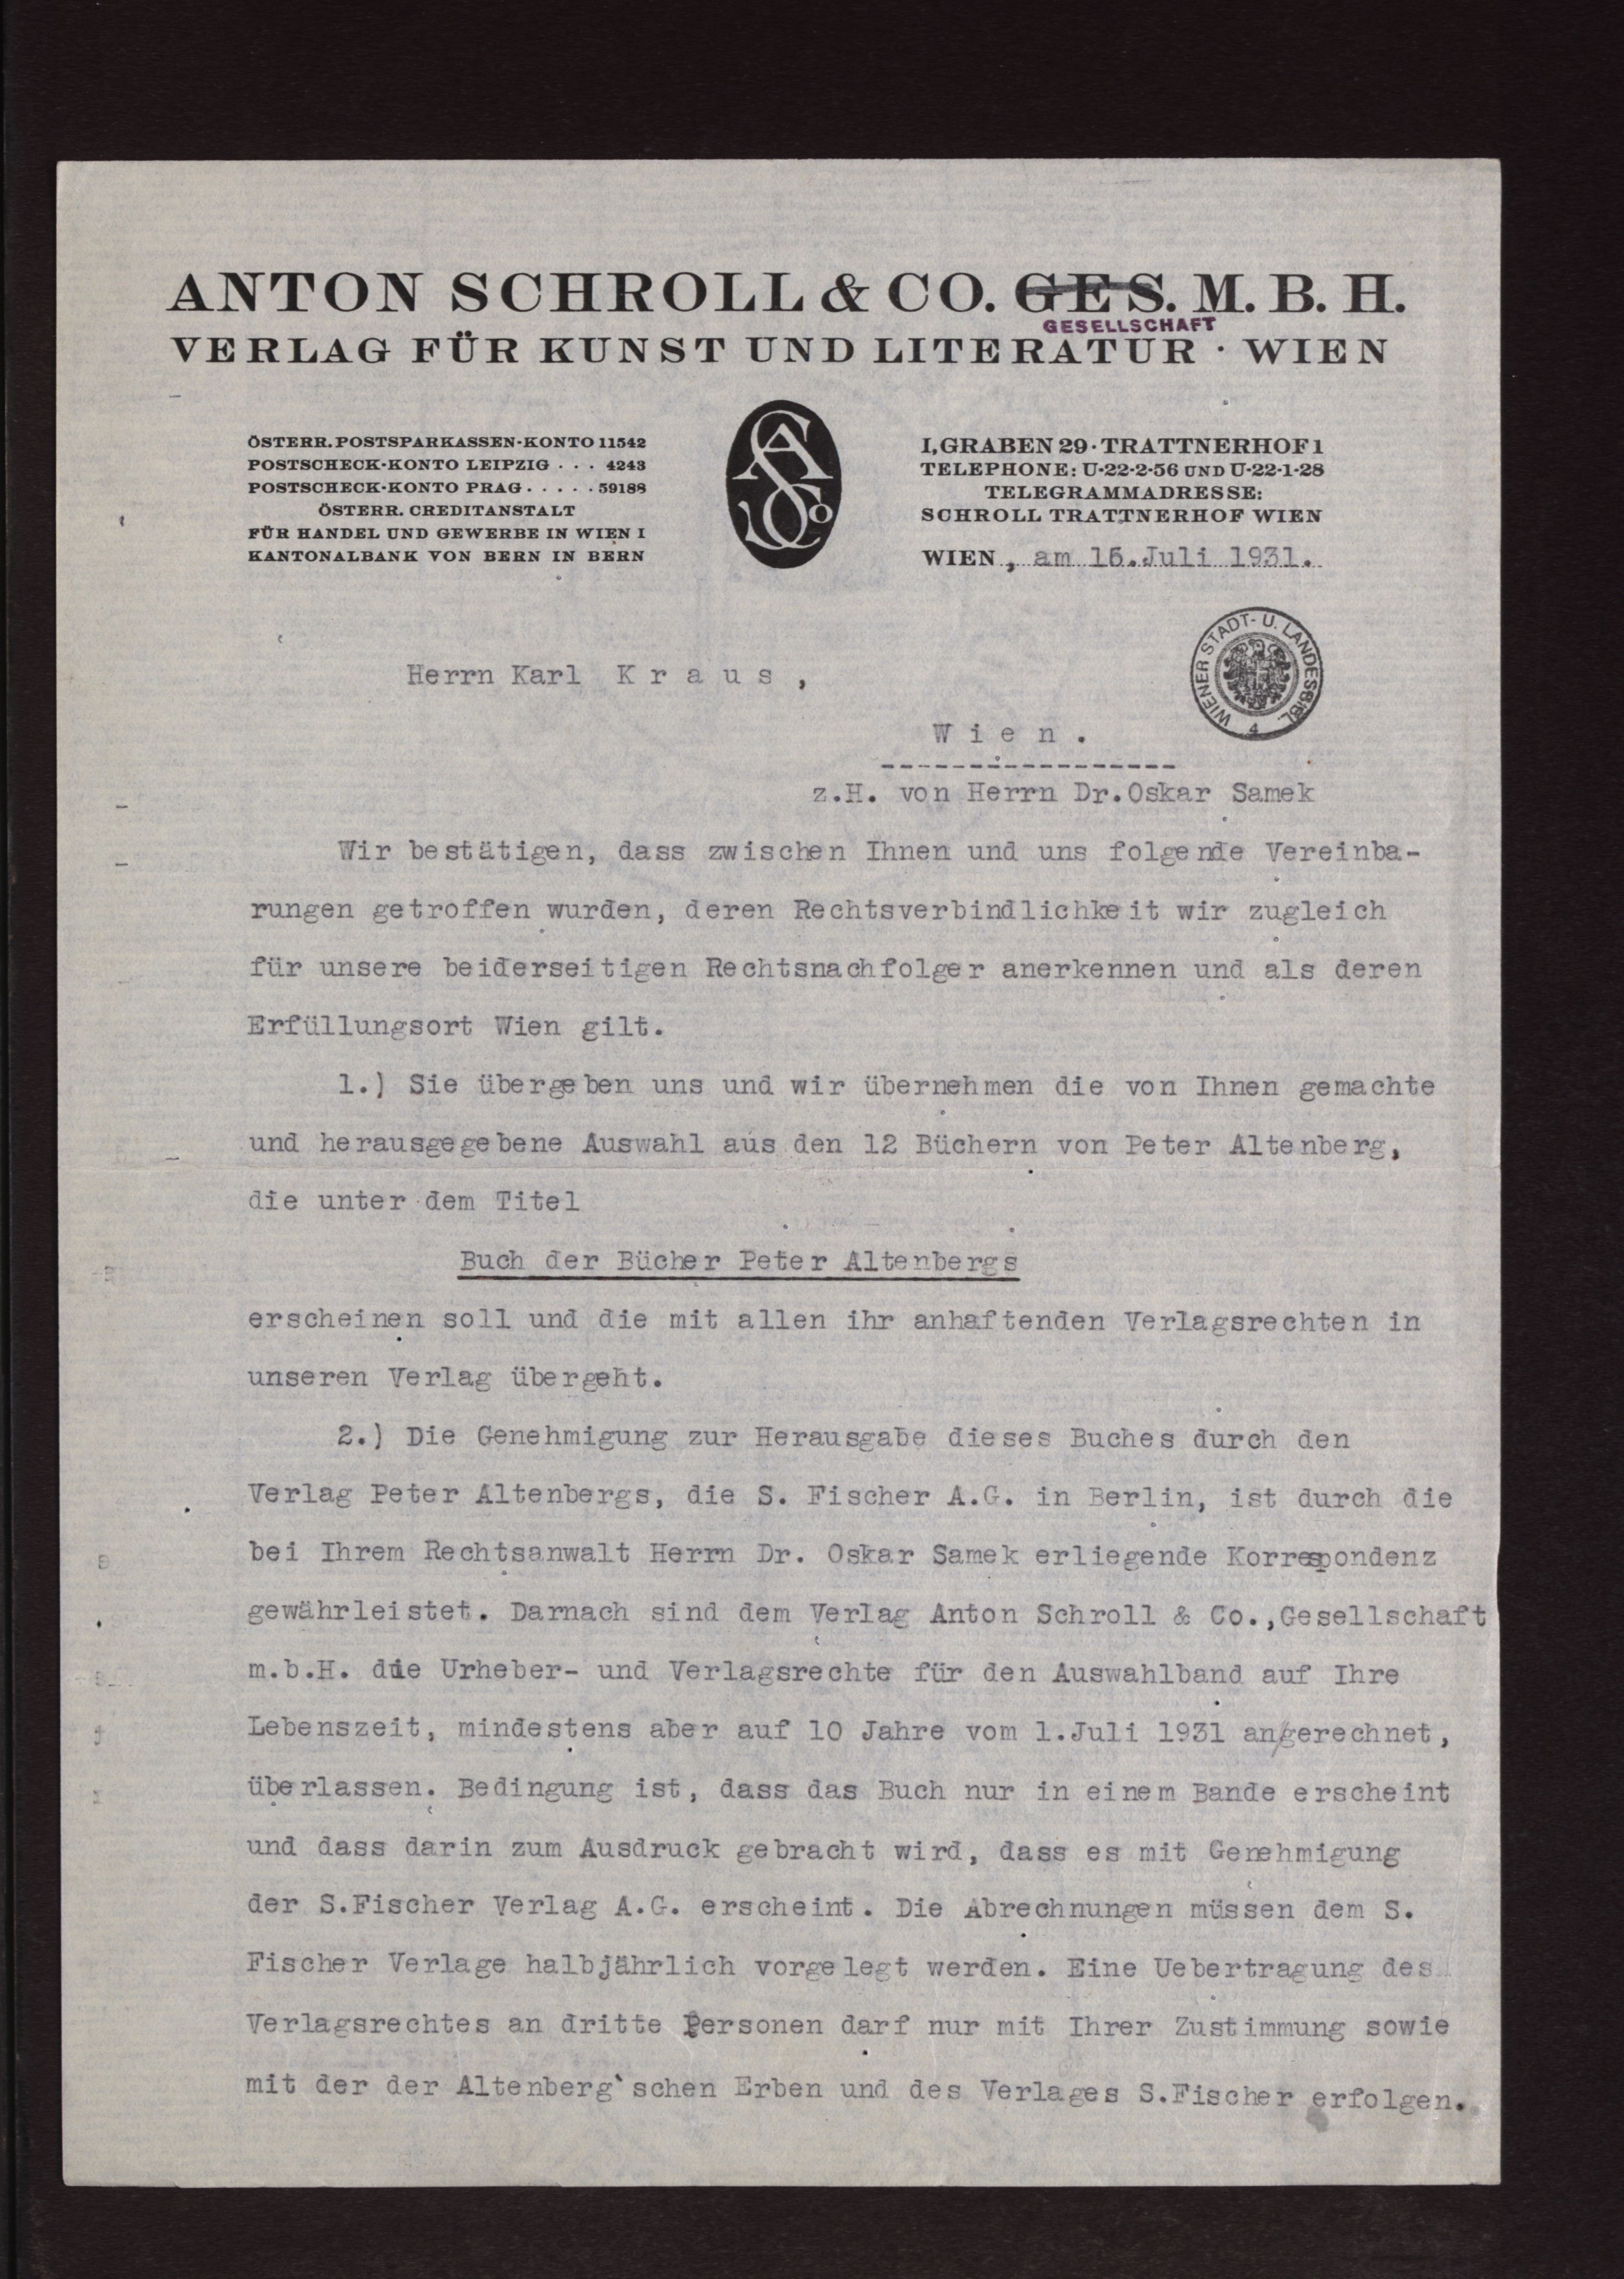 ANTON SCHROLL & CO. GES. M. B. H.
GESELLSCHAFT
VERLAG FÜR KUNST UND LITERATUR · WIEN
ÖSTERR. POSTSPARKASSEN-KONTO 11542
POSTSCHECK-KONTO LEIPZIG · · · 4243
POSTSCHECK-KONTO PRAG · · · · · 59188
ÖSTERR. CREDITANSTALT
FÜR HANDEL UND GEWERBE IN WIEN I
KANTONALBANK VON BERN IN BERN
I, GRABEN 29 · TRATTNERHOF 1
TELEPHONE: U-22-2-56 UND U-22-1-28
TELEGRAMMADRESSE:
SCHROLL TRATTNERHOF WIEN
WIEN, am 15.Juli 1931.
WIENER STADT- U. LANDESBIBL.
4
Herrn Karl K r a u s ,
W i e n .
-----------------
z.H. von Herrn Dr.Oskar Samek
Wir bestätigen, dass zwischen Ihnen und uns folgende Vereinba-
rungen getroffen wurden, deren Rechtsverbindlichkeit wir zugleich
für unsere beiderseitigen Rechtsnachfolger anerkennen und als deren
Erfüllungsort Wien gilt.
1.) Sie übergeben uns und wir übernehmen die von Ihnen gemachte
und herausgegebene Auswahl aus den 12 Büchern von Peter Altenberg,
die unter dem Titel
Buch der Bücher Peter Altenbergs
erscheinen soll und die mit allen ihr anhaftenden Verlagsrechten in
unseren Verlag übergeht.
2.) Die Genehmigung zur Herausgabe dieses Buches durch den
Verlag Peter Altenbergs, die S. Fischer A.G. in Berlin, ist durch die
bei Ihrem Rechtsanwalt Herrn Dr. Oskar Samek erliegende Korrespondenz
gewährleistet. Darnach sind dem Verlag Anton Schroll & Co.,Gesellschaft
m.b.H. die Urheber- und Verlagsrechte für den Auswahlband auf Ihre
Lebenszeit, mindestens aber auf 10 Jahre vom 1.Juli 1931 an/gerechnet,
überlassen. Bedingung ist, dass das Buch nur in einem Bande erscheint
und dass darin zum Ausdruck gebracht wird, dass es mit Genehmigung
der S.Fischer Verlag A.G. erscheint. Die Abrechnungen müssen dem S.
Fischer Verlage halbjährlich vorgelegt werden. Eine Uebertragung des
Verlagsrechtes an dritte Personen darf nur mit Ihrer Zustimmung sowie
mit der der Altenberg`schen Erben und des Verlages S.Fischer erfolgen.